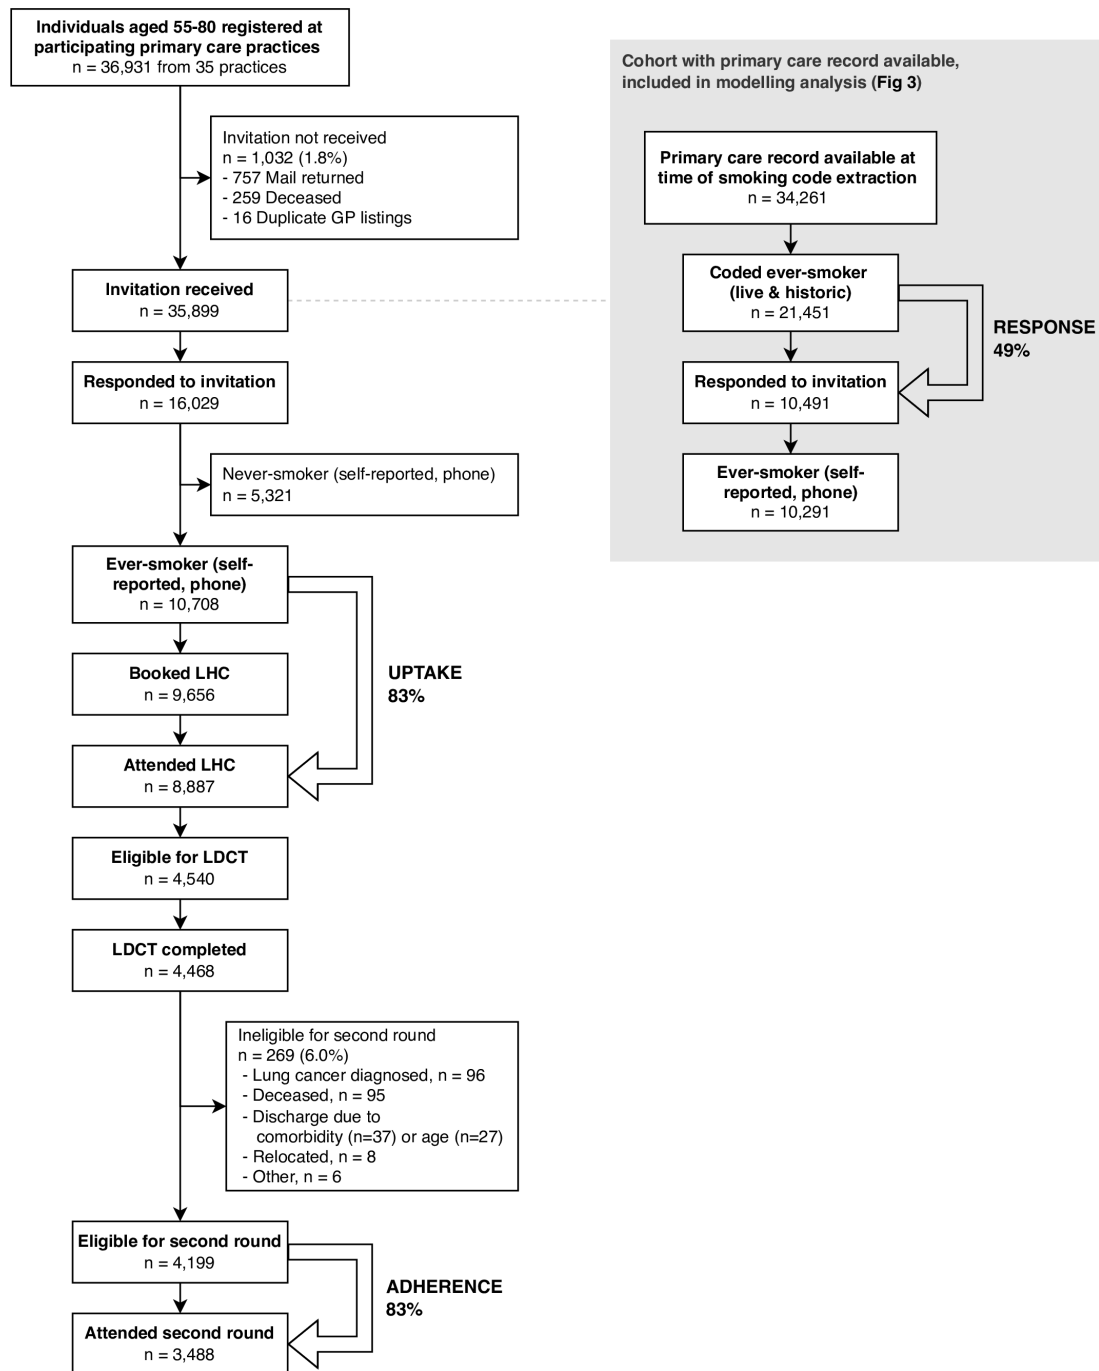 Individuals aged 55-80 registered at
participating primary care practices
n = 36,931 from 35 practices
Invitation not received
n = 1,032 (1.8%)
- 757 Mail returned
- 259 Deceased
- 16 Duplicate GP listings
Invitation received
n = 35,899
Responded to invitation
n = 16,029
Never-smoker (self-reported, phone)
n = 5,321
Ever-smoker (self-
reported, phone)
n = 10,708
Booked LHC
n = 9,656
UPTAKE
83%
Attended LHC
n = 8,887
Eligible for LDCT
n = 4,540
LDCT completed
n = 4,468
Ineligible for second round
n = 269 (6.0%)
- Lung cancer diagnosed, n = 96
- Deceased, n = 95
- Discharge due to
comorbidity (n=37) or age (n=27)
- Relocated, n = 8
- Other, n = 6
Eligible for second round
n = 4,199
ADHERENCE
83%
Attended second round
n = 3,488
Cohort with primary care record available,
included in modelling analysis (Fig 3)
Primary care record available at
time of smoking code extraction
n = 34,261
Coded ever-smoker
(live & historic)
n = 21,451
RESPONSE
49%
Responded to invitation
n = 10,491
Ever-smoker (self-
reported, phone)
n = 10,291